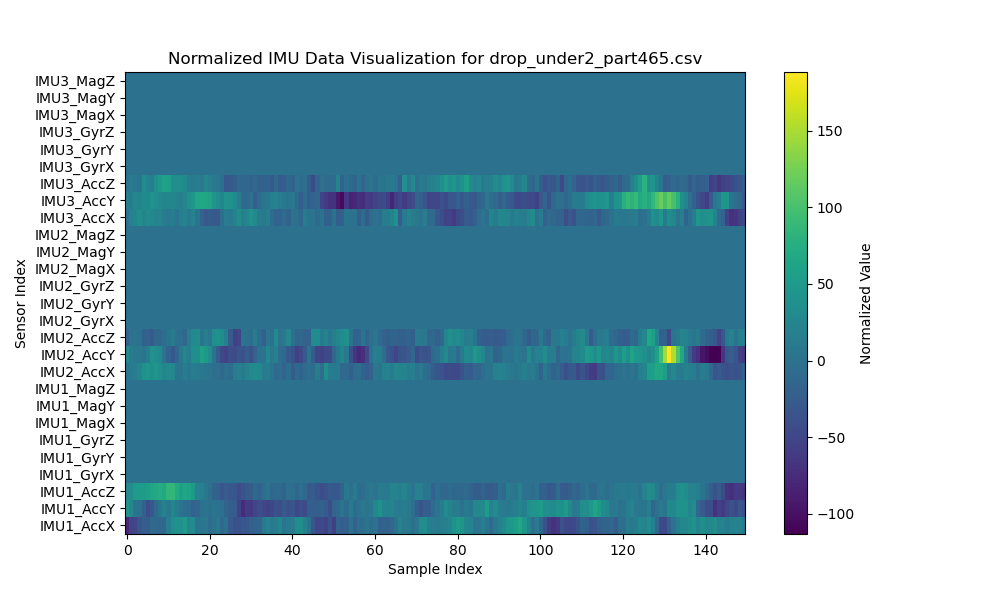 Normalized IMU Data Visualization for drop_under2_part465.csv
IMU3_MagZ
IMU3_MagY
IMU3_MagX
IMU3_GyrZ
IMU3_GyrY
IMU3_GyrX
IMU3_AccZ
IMU3_AccY
IMU3_AccX
IMU2_MagZ
IMU2_MagY
IMU2_MagX
IMU2_GyrZ
IMU2_GyrY
IMU2_GyrX
IMU2_AccZ
IMU2_AccY
IMU2_AccX
IMU1_MagZ
IMU1_MagY
IMU1_MagX
IMU1_GyrZ
IMU1_GyrY
IMU1_GyrX
IMU1_AccZ
IMU1_AccY
IMU1_AccX
Sensor Index
0 20 40 60 80 100 120 140
Sample Index
150
100
50
0
−50
−100
Normalized Value